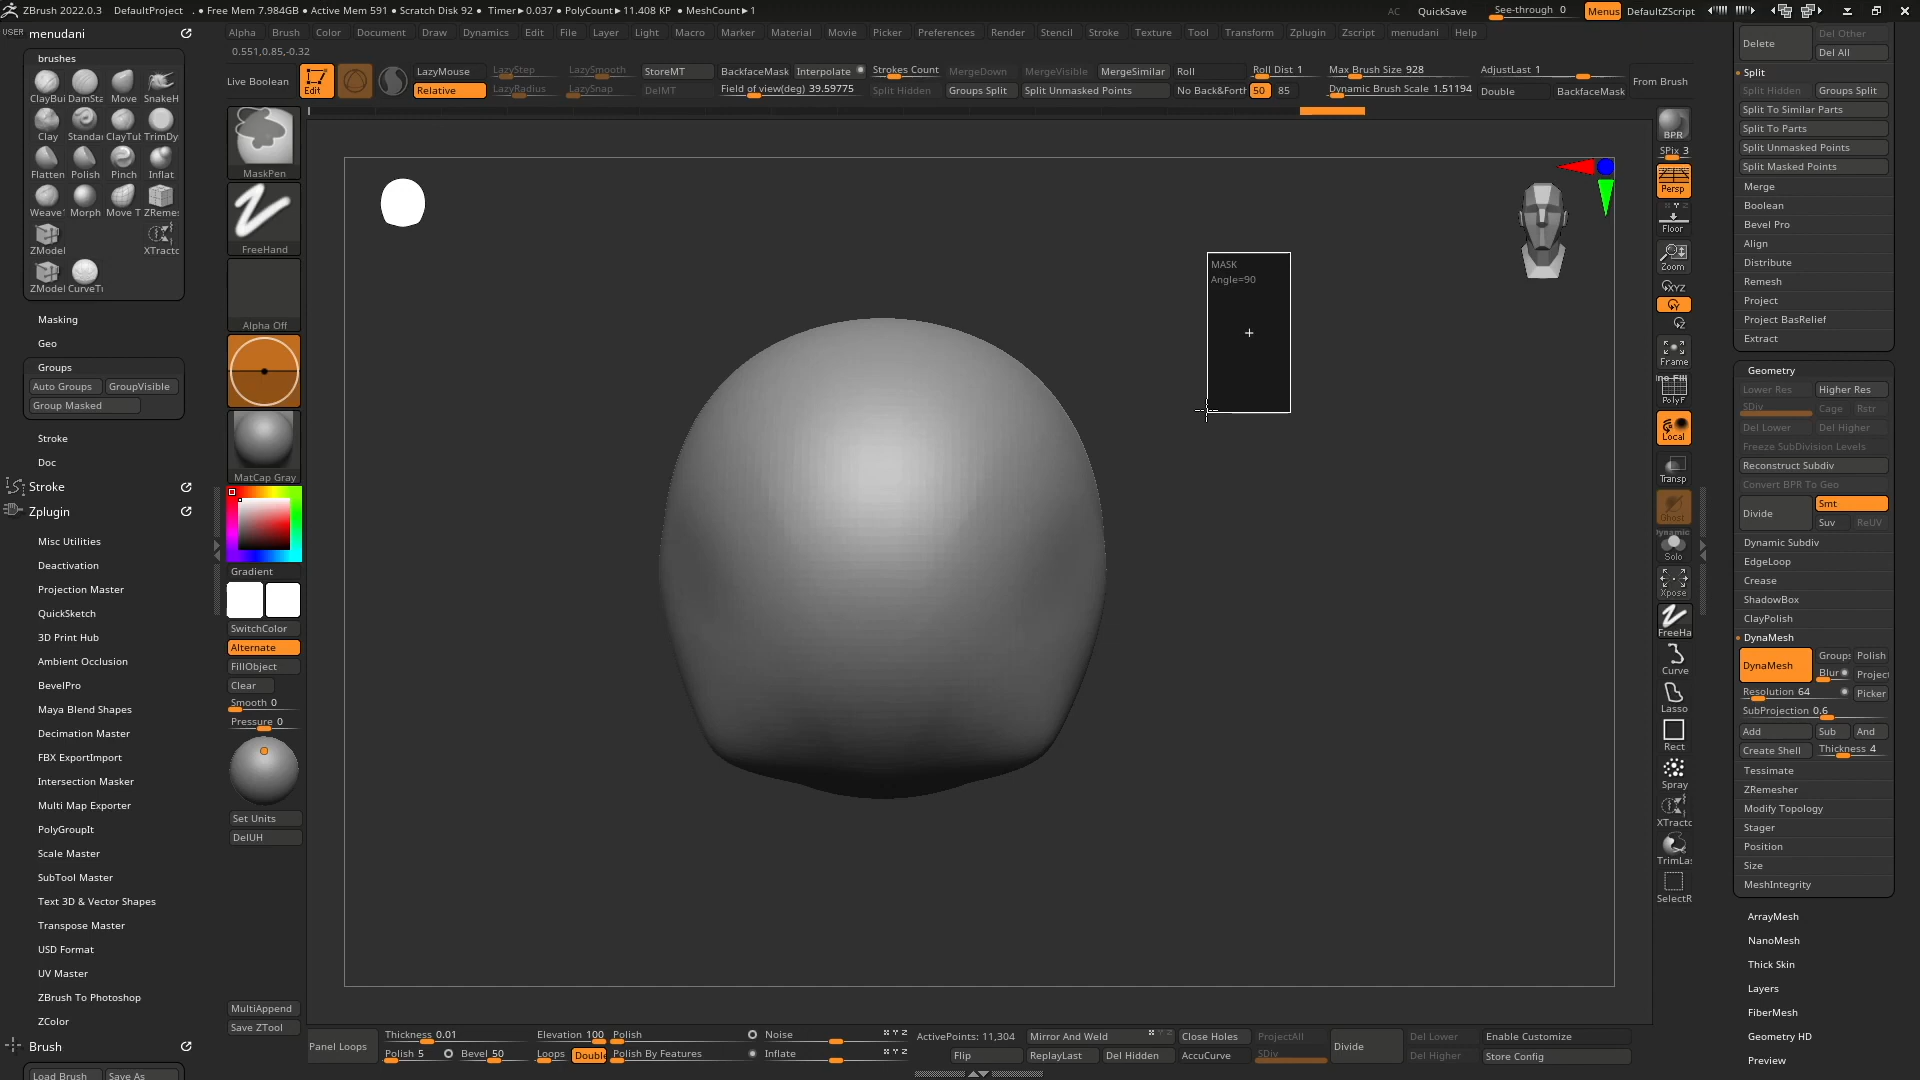 ZBrush 2022.0.3 DefaultProject . • Free Mem 7.984GB • Active Mem 591 • Scratch Disk 92 • Timer▸0.037 • PolyCount▸11.408 KP • MeshCount▸1
AC QuickSave See-through 0 Menus DefaultZScript
USER menudani
Alpha Brush Color Document Draw Dynamics Edit File Layer Light Macro Marker Material Movie Picker Preferences Render Stencil Stroke Texture Tool Transform Zplugin Zscript menudani Help
0.551,0.85,-0.32
Live Boolean
Edit
LazyMouse LazyStep LazySmooth StoreMT BackfaceMask Interpolate Strokes Count MergeDown MergeVisible MergeSimilar Roll Roll Dist 1 Max Brush Size 928 AdjustLast 1
Relative LazyRadius LazySnap DelMT Field of view(deg) 39.59775 Split Hidden Groups Split Split Unmasked Points No Back&Forth 50 85 Dynamic Brush Scale 1.51194 Double BackfaceMask
From Brush
brushes
ClayBui DamSta Move SnakeH
Clay Standa ClayTu TrimDy
Flatten Polish Pinch Inflat
Weave Morph Move T ZReme
ZModel XTracto
ZModel CurveTu
Masking
Geo
Groups
Auto Groups GroupVisible
Group Masked
Stroke
Doc
Stroke
Zplugin
Misc Utilities
Deactivation
Projection Master
QuickSketch
3D Print Hub
Ambient Occlusion
BevelPro
Maya Blend Shapes
Decimation Master
FBX ExportImport
Intersection Masker
Multi Map Exporter
PolyGroupIt
Scale Master
SubTool Master
Text 3D & Vector Shapes
Transpose Master
USD Format
UV Master
ZBrush To Photoshop
ZColor
Brush
Load Brush Save As
MaskPen
FreeHand
Alpha Off
MatCap Gray
Gradient
SwitchColor
Alternate
FillObject
Clear
Smooth 0
Pressure 0
Set Units
DelUH
MultiAppend
Save ZTool
MASK
Angle=90
BPR
SPix 3
Persp
Floor
Zoom
XYZ
Y
Z
Frame
PolyF
Local
Transp
Ghost
Dynamic
Solo
Xpose
FreeHa
Curve
Lasso
Rect
Spray
XTracto
TrimLas
SelectR
Delete Del Other
Del All
Split
Split Hidden Groups Split
Split To Similar Parts
Split To Parts
Split Unmasked Points
Split Masked Points
Merge
Boolean
Bevel Pro
Align
Distribute
Remesh
Project
Project BasRelief
Extract
Geometry
Lower Res Higher Res
SDiv Cage Rstr
Del Lower Del Higher
Freeze SubDivision Levels
Reconstruct Subdiv
Convert BPR To Geo
Divide Smt
Suv ReUV
Dynamic Subdiv
EdgeLoop
Crease
ShadowBox
ClayPolish
DynaMesh
DynaMesh Groups Polish
Blur Project
Resolution 64 Picker
SubProjection 0.6
Add Sub And
Create Shell Thickness 4
Tessimate
ZRemesher
Modify Topology
Stager
Position
Size
MeshIntegrity
ArrayMesh
NanoMesh
Thick Skin
Layers
FiberMesh
Geometry HD
Preview
Panel Loops
Thickness 0.01 Elevation 100 Polish Noise ActivePoints: 11,304 Mirror And Weld Close Holes ProjectAll Divide Del Lower Enable Customize
Polish 5 Bevel 50 Loops Double Polish By Features Inflate Flip ReplayLast Del Hidden AccuCurve SDiv Del Higher Store Config